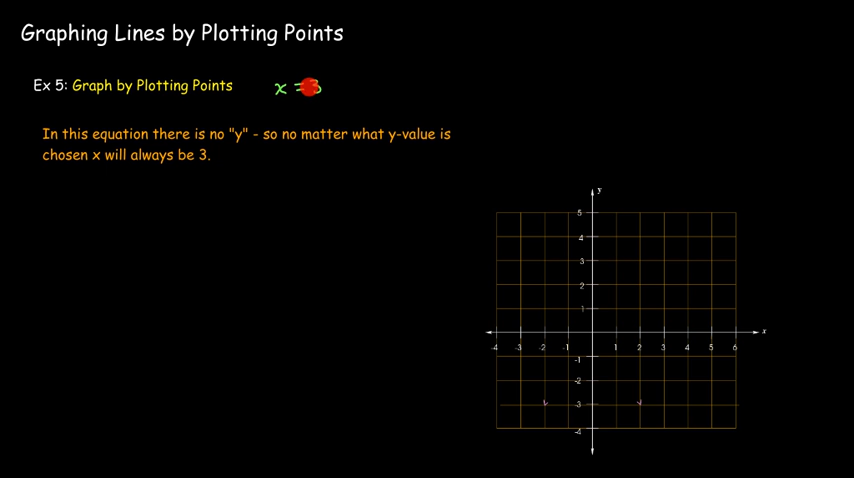 Graphing Lines by Plotting Points
Ex 5: Graph by Plotting Points x = 3
In this equation there is no "y" - so no matter what y-value is
chosen x will always be 3.
y
5
4
3
2
1
-4 -3 -2 -1 1 2 3 4 5 6 x
-1
-2
-3
-4